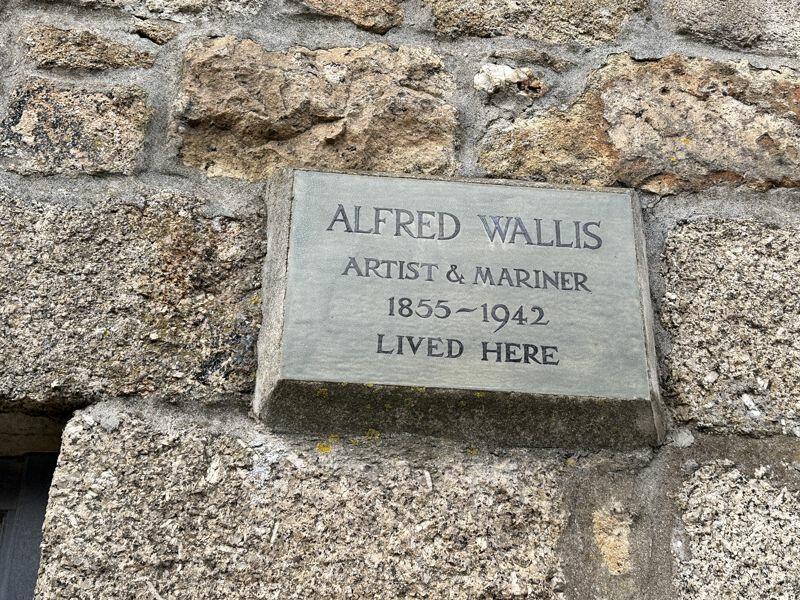 ALFRED WALLIS
ARTIST & MARINER
1855~1942
LIVED HERE